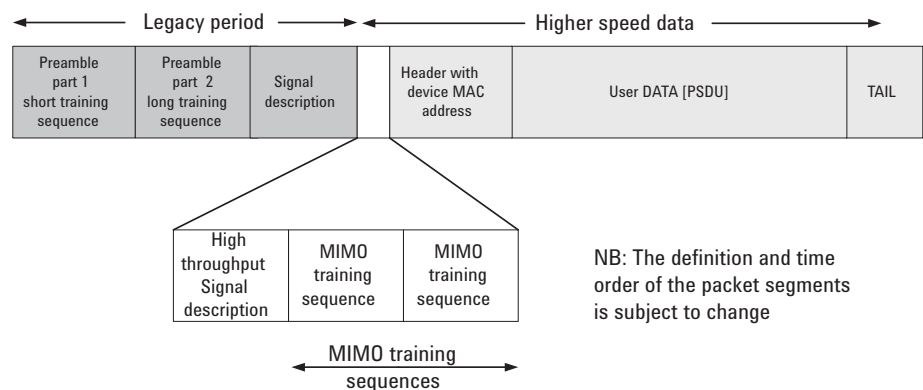 Legacy period
Higher speed data
Preamble
part 1
short training
sequence
Preamble
part 2
long training
sequence
Signal
description
Header with
device MAC
address
User DATA [PSDU]
TAIL
High
throughput
Signal
description
MIMO
training
sequence
MIMO
training
sequence
NB: The definition and time
order of the packet segments
is subject to change
MIMO training
sequences